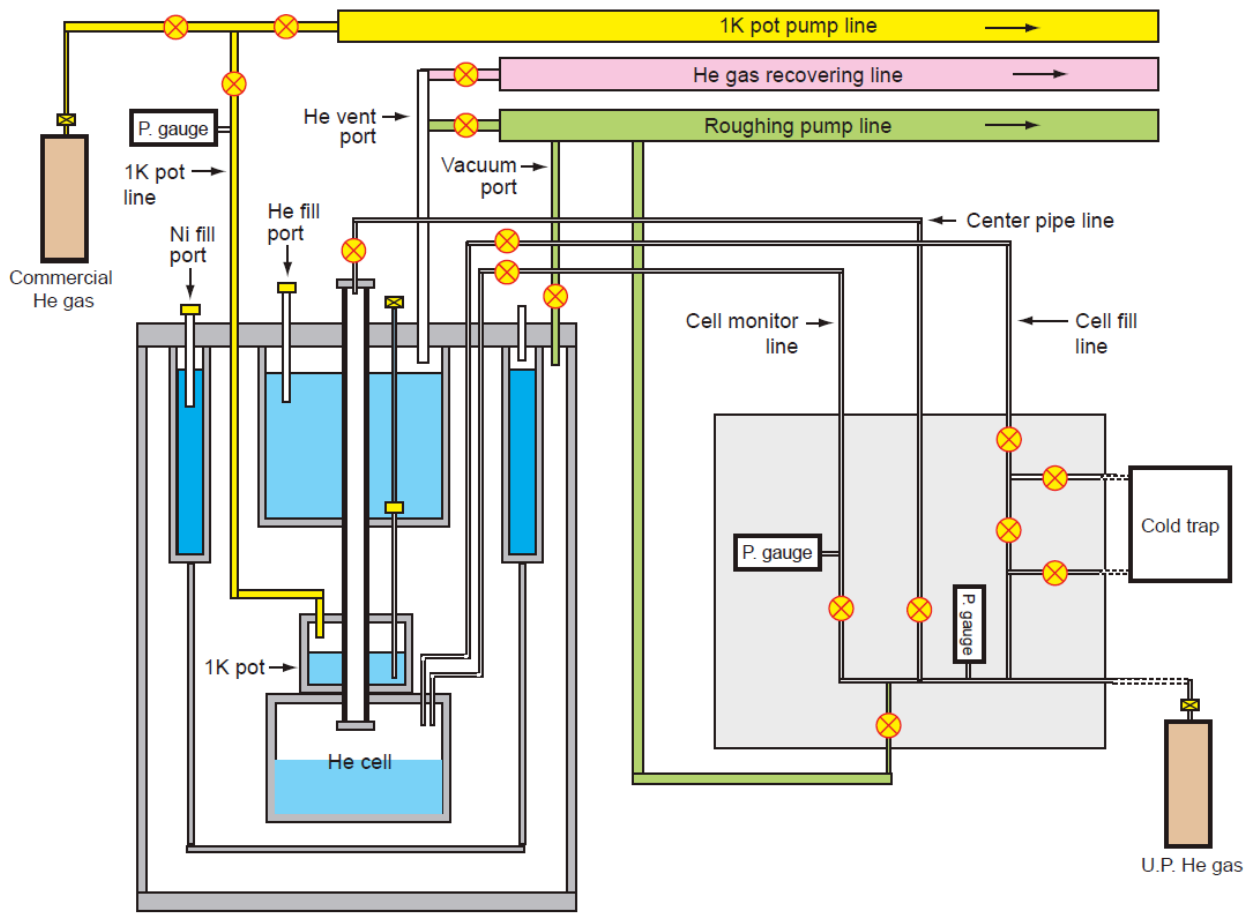 1K pot pump line
He gas recovering line
Roughing pump line
P. gauge
He vent
port
Vacuum
port
1K pot
line
He fill
port
Ni fill
port
Center pipe line
Commercial
He gas
Cell monitor
line
Cell fill
line
Cold trap
P. gauge
P. gauge
1K pot
He cell
U.P. He gas